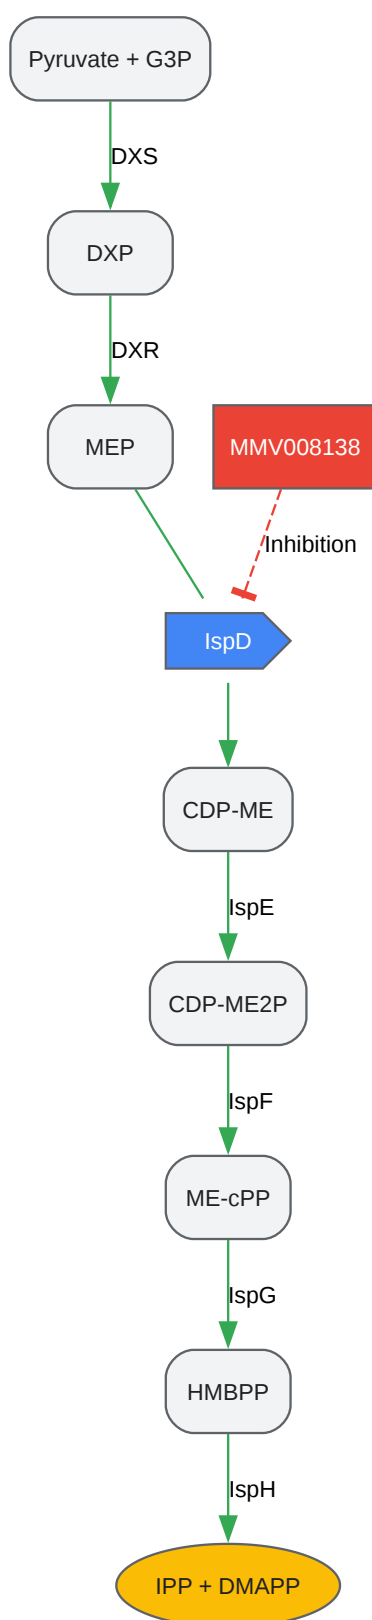 Pyruvate + G3P
DXS
DXP
DXR
MEP
MMV008138
Inhibition
IspD
CDP-ME
IspE
CDP-ME2P
IspF
ME-cPP
IspG
HMBPP
IspH
IPP + DMAPP